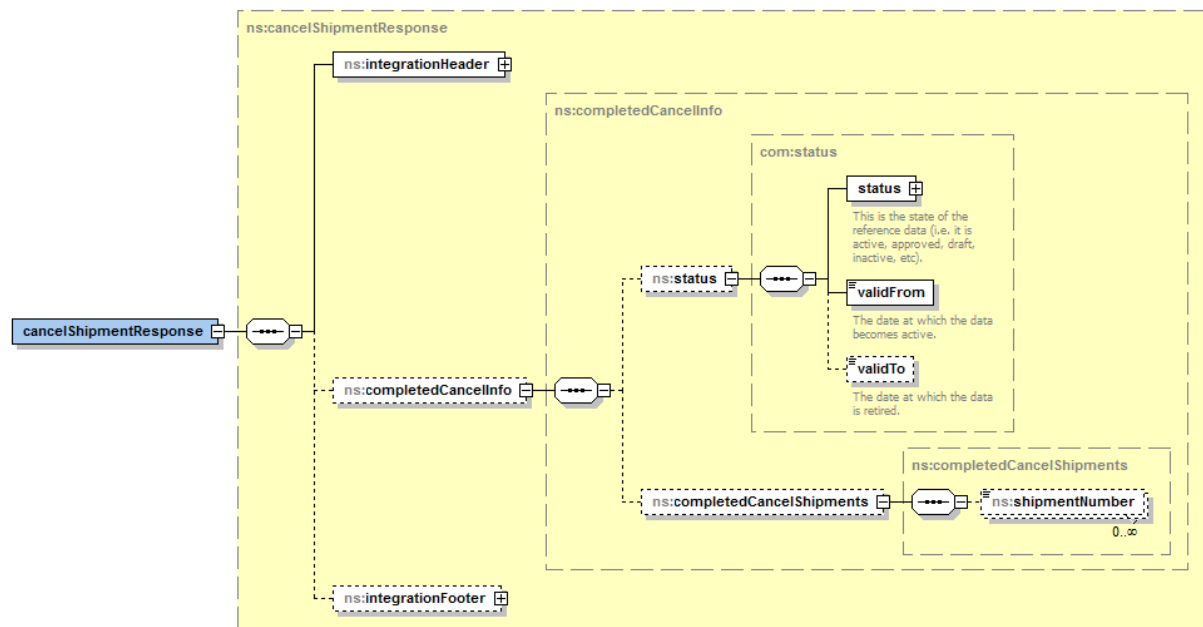 ns:cancelShipmentResponse
ns:integrationHeader
ns:completedCancelInfo
com:status
status
This is the state of the
reference data (i.e. it is
active, approved, draft,
inactive, etc).
ns:status
validFrom
The date at which the data
becomes active.
cancelShipmentResponse
validTo
The date at which the data
is retired.
ns:completedCancelInfo
ns:completedCancelShipments
ns:completedCancelShipments
ns:shipmentNumber
0..∞
ns:integrationFooter